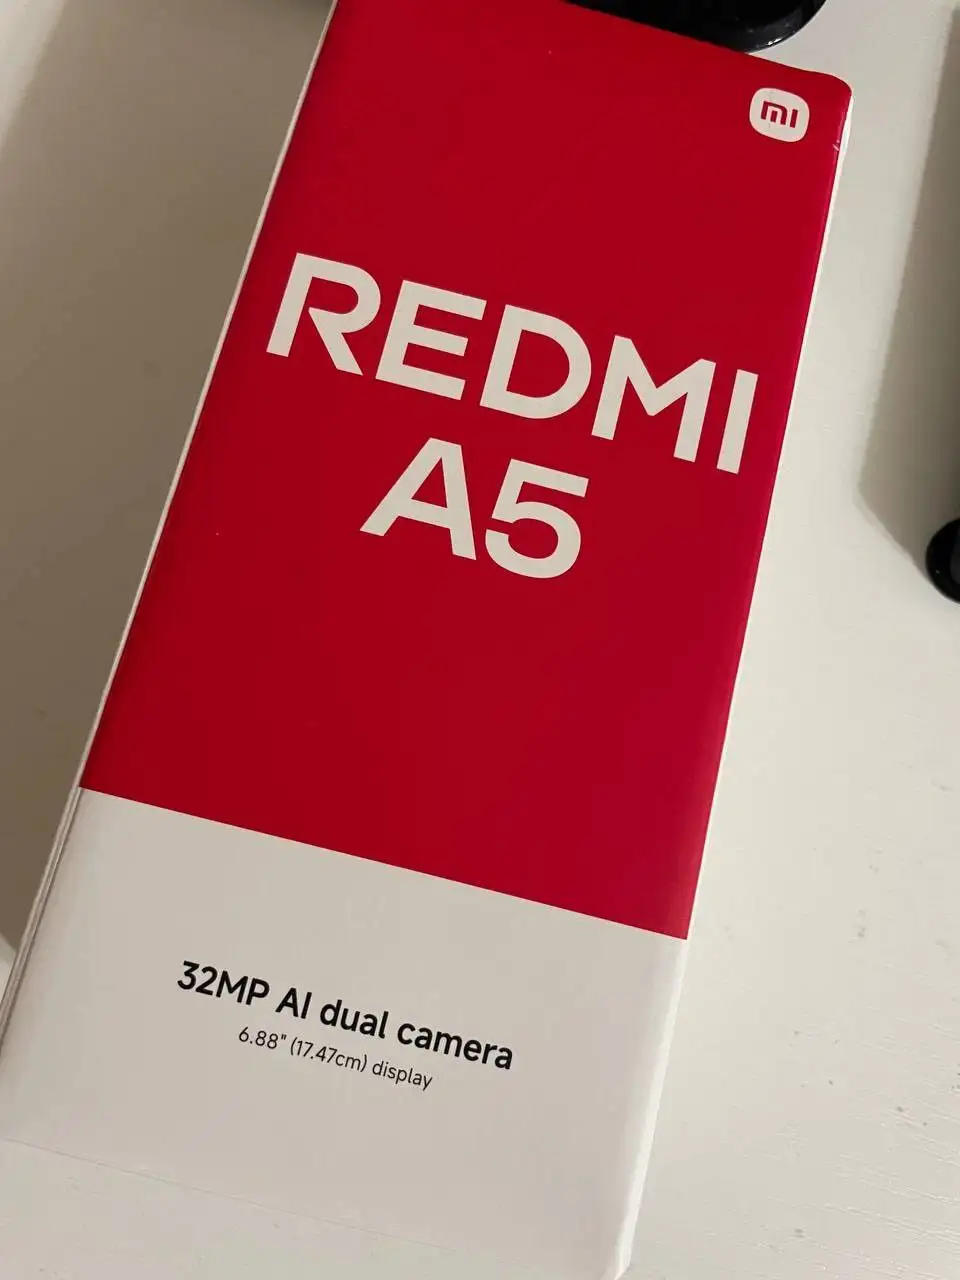 mi
REDMI
A5
32MP AI dual camera
6.88" (17.47cm) display